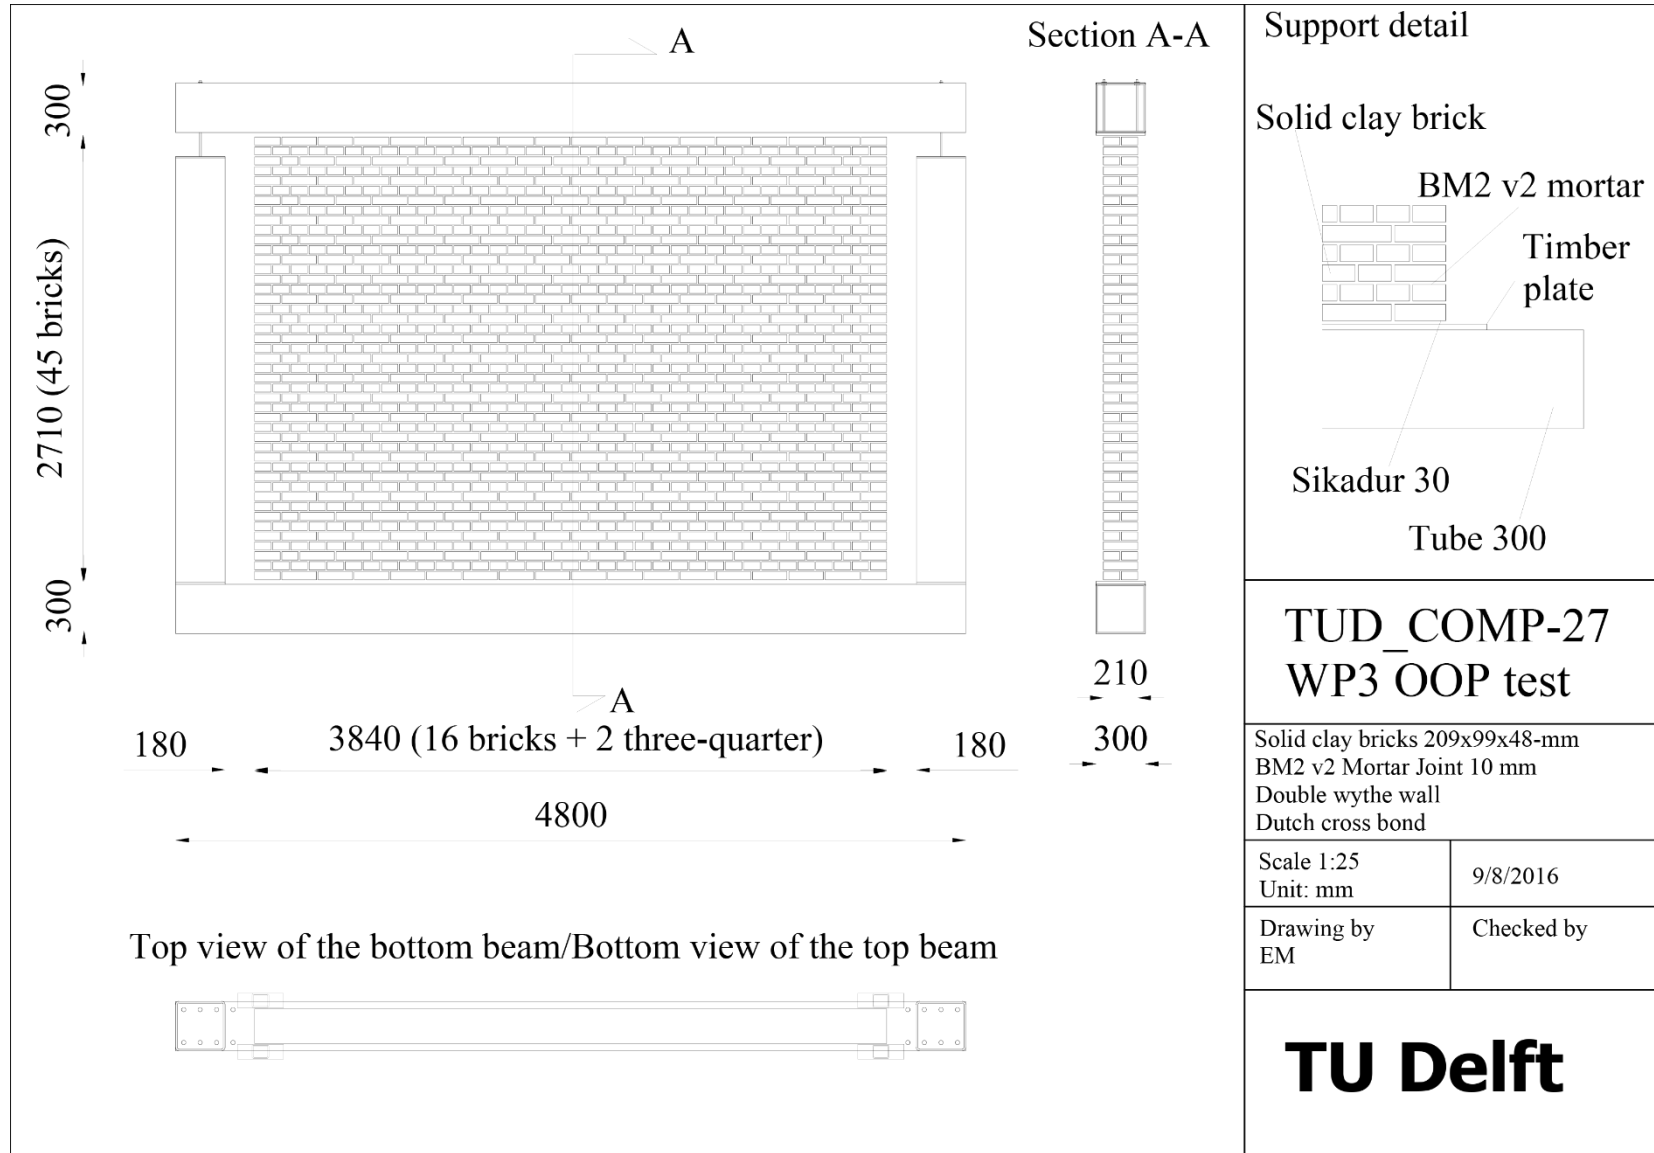 A
Section A-A
300
2710 (45 bricks)
300
A
210
3840 (16 bricks + 2 three-quarter)
180
180
300
4800
Top view of the bottom beam/Bottom view of the top beam
Support detail
Solid clay brick
BM2 v2 mortar
Timber
plate
Sikadur 30
Tube 300
TUD_COMP-27
WP3 OOP test
Solid clay bricks 209x99x48-mm
BM2 v2 Mortar Joint 10 mm
Double wythe wall
Dutch cross bond
Scale 1:25
Unit: mm
9/8/2016
Drawing by
EM
Checked by
TU Delft